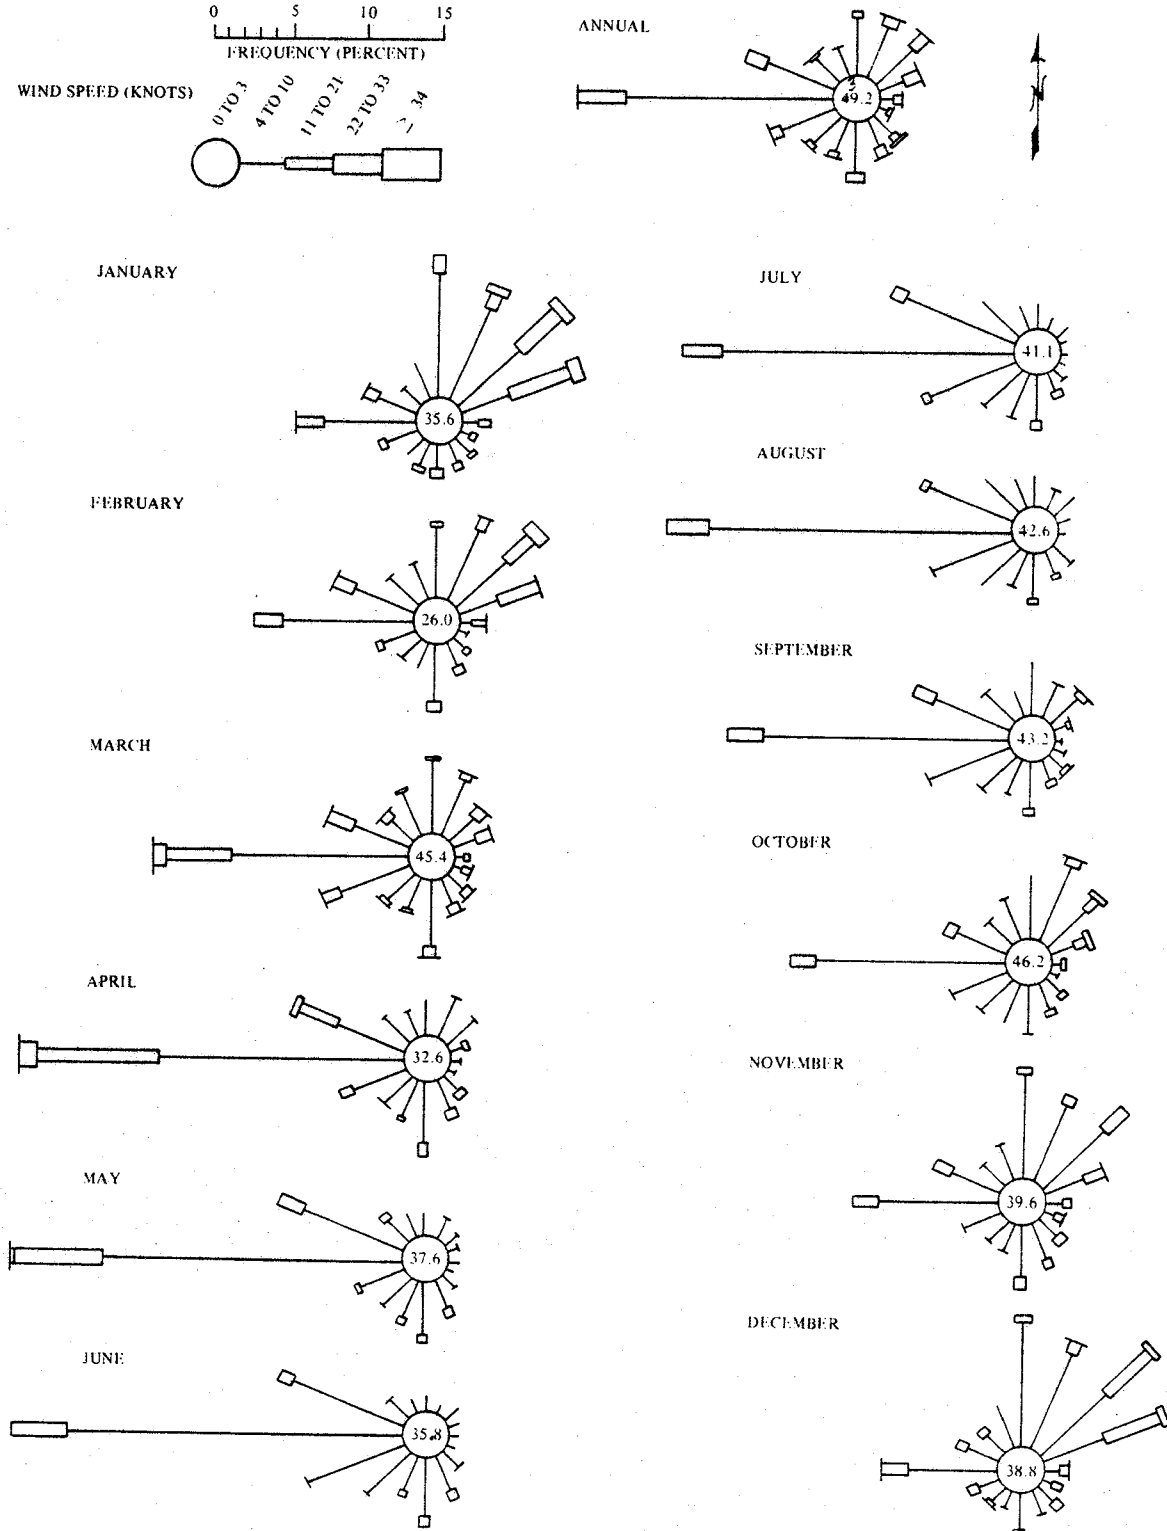 0 5 10 15
FREQUENCY (PERCENT)
WIND SPEED (KNOTS)
0 TO 3
4 TO 10
11 TO 21
22 TO 33
≥ 34
ANNUAL
49.2
N
JANUARY
35.6
JULY
41.1
FEBRUARY
26.0
AUGUST
42.6
MARCH
45.4
SEPTEMBER
43.2
APRIL
32.6
OCTOBER
46.2
MAY
37.6
NOVEMBER
39.6
JUNE
35.8
DECEMBER
38.8